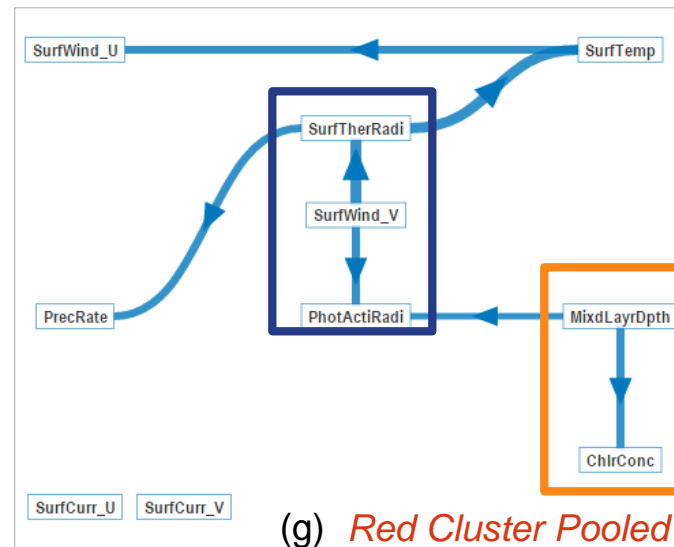 SurfWind_U
SurfTemp
SurfTherRadi
SurfWind_V
PrecRate
PhotActiRadi
MixdLayrDpth
ChlrConc
SurfCurr_U
SurfCurr_V
(g) Red Cluster Pooled